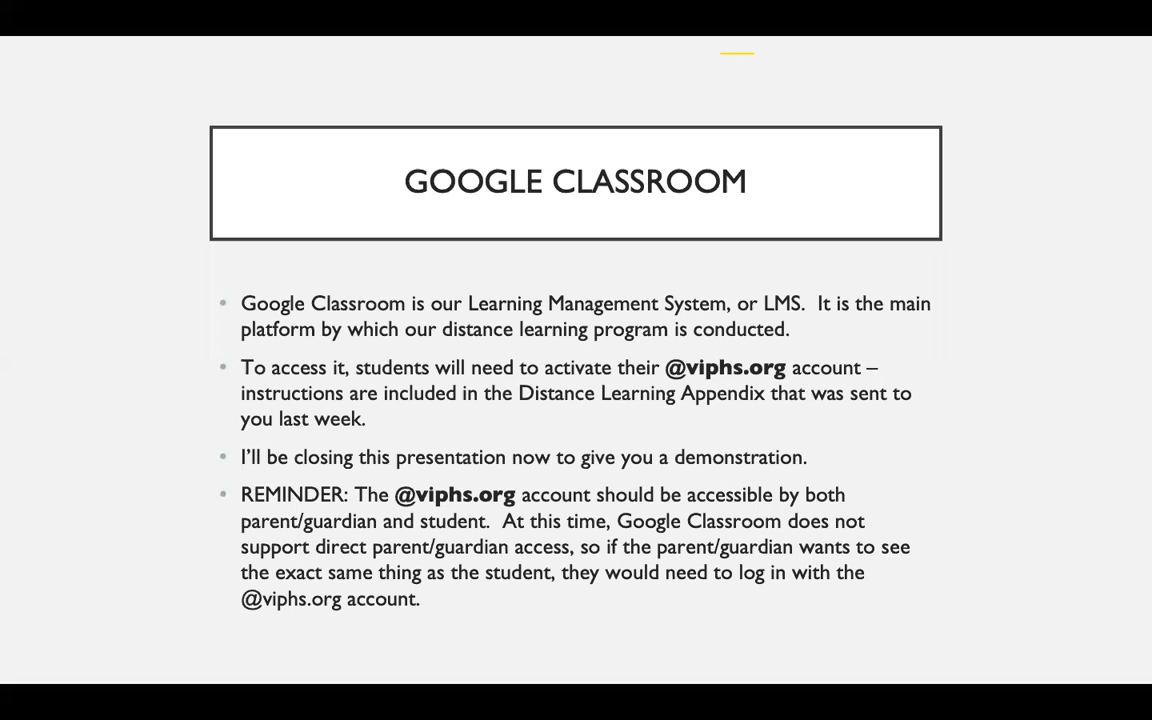 GOOGLE CLASSROOM
• Google Classroom is our Learning Management System, or LMS.  It is the main
platform by which our distance learning program is conducted.
• To access it, students will need to activate their @viphs.org account –
instructions are included in the Distance Learning Appendix that was sent to
you last week.
• I’ll be closing this presentation now to give you a demonstration.
• REMINDER: The @viphs.org account should be accessible by both
parent/guardian and student.  At this time, Google Classroom does not
support direct parent/guardian access, so if the parent/guardian wants to see
the exact same thing as the student, they would need to log in with the
@viphs.org account.